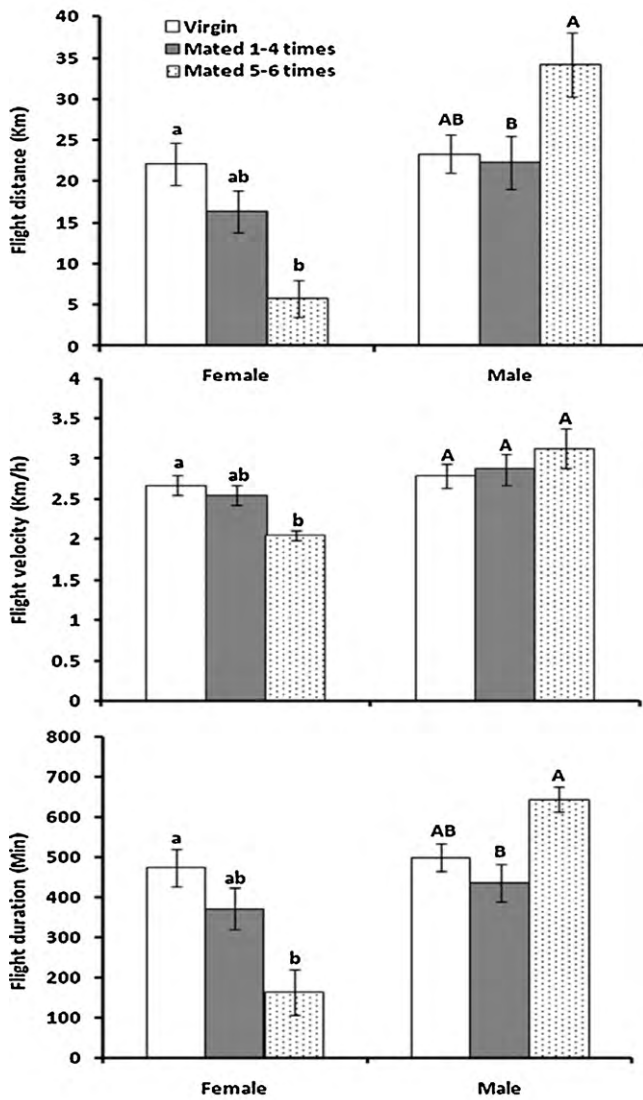 Virgin
Mated 1-4 times
Mated 5-6 times
Flight distance (Km)
40
35
30
25
20
15
10
5
0
a
ab
b
AB
B
A
Female
Male
Flight velocity (Km/h)
4
3.5
3
2.5
2
1.5
1
0.5
0
a
ab
b
A
A
A
Flight duration (Min)
800
700
600
500
400
300
200
100
0
a
ab
b
AB
B
A
Female
Male